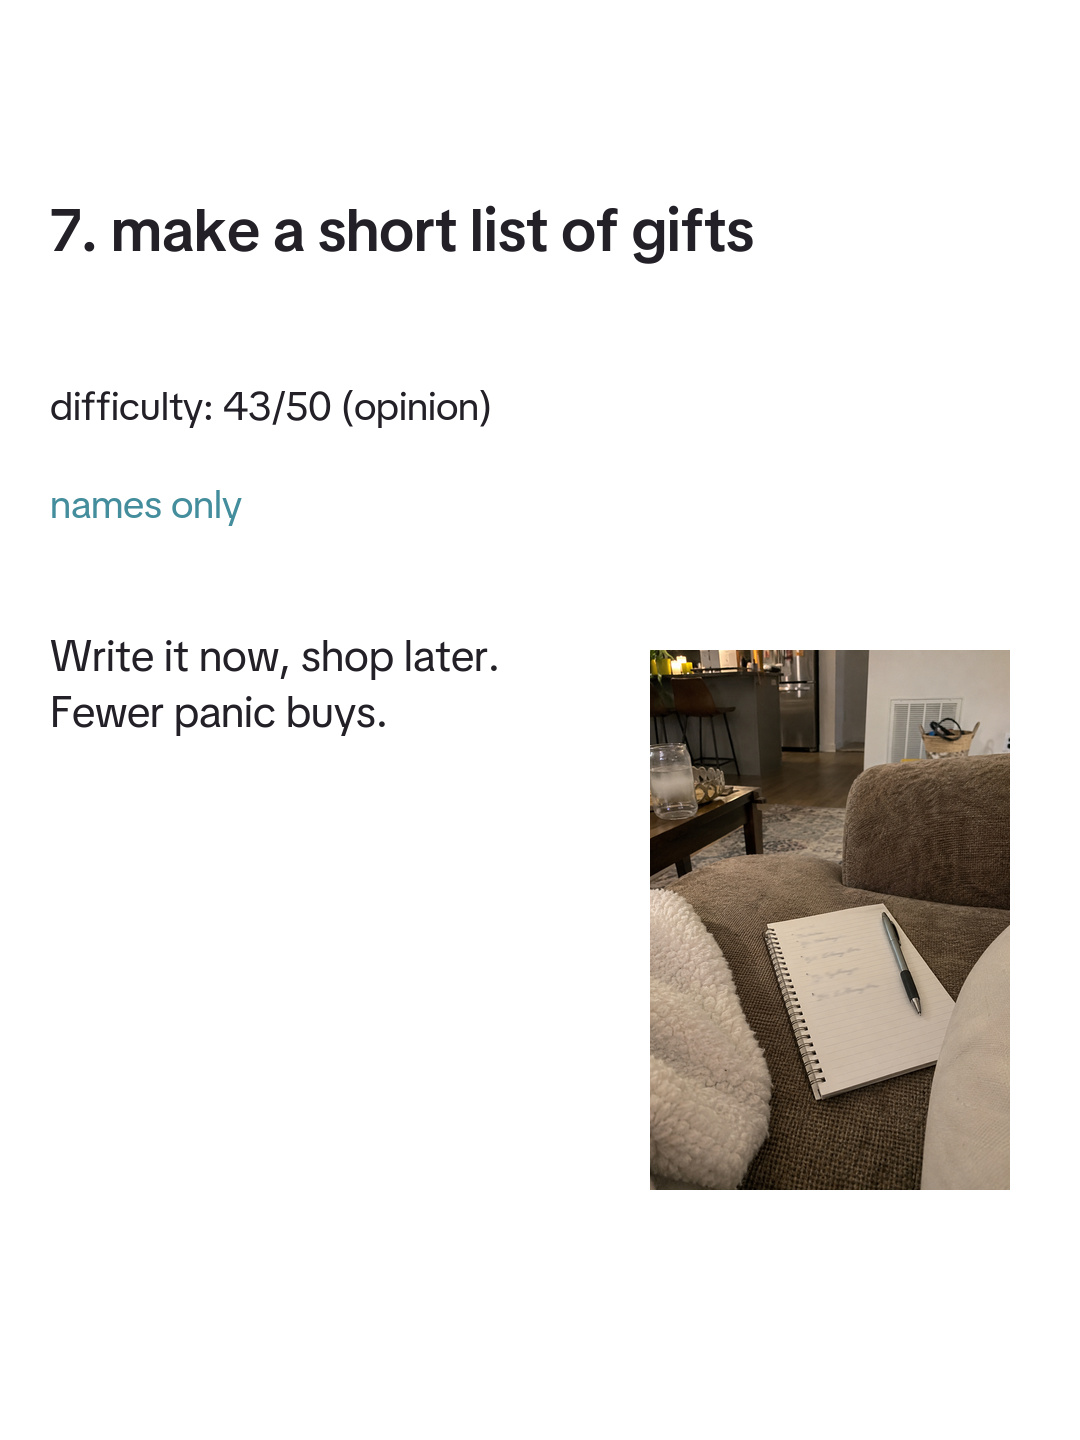 7. make a short list of gifts
difficulty: 43/50 (opinion)
names only
Write it now, shop later.
Fewer panic buys.